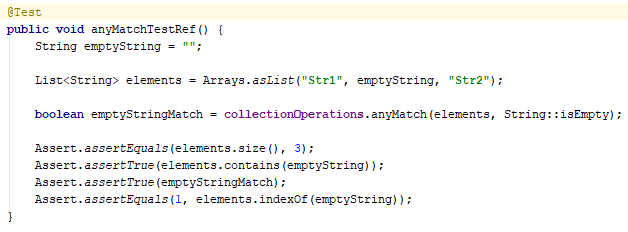 @Test
public void anyMatchTestRef() {
String emptyString = "";
List<String> elements = Arrays.asList("Str1", emptyString, "Str2");
boolean emptyStringMatch = collectionOperations.anyMatch(elements, String::isEmpty);
Assert.assertEquals(elements.size(), 3);
Assert.assertTrue(elements.contains(emptyString));
Assert.assertTrue(emptyStringMatch);
Assert.assertEquals(1, elements.indexOf(emptyString));
}